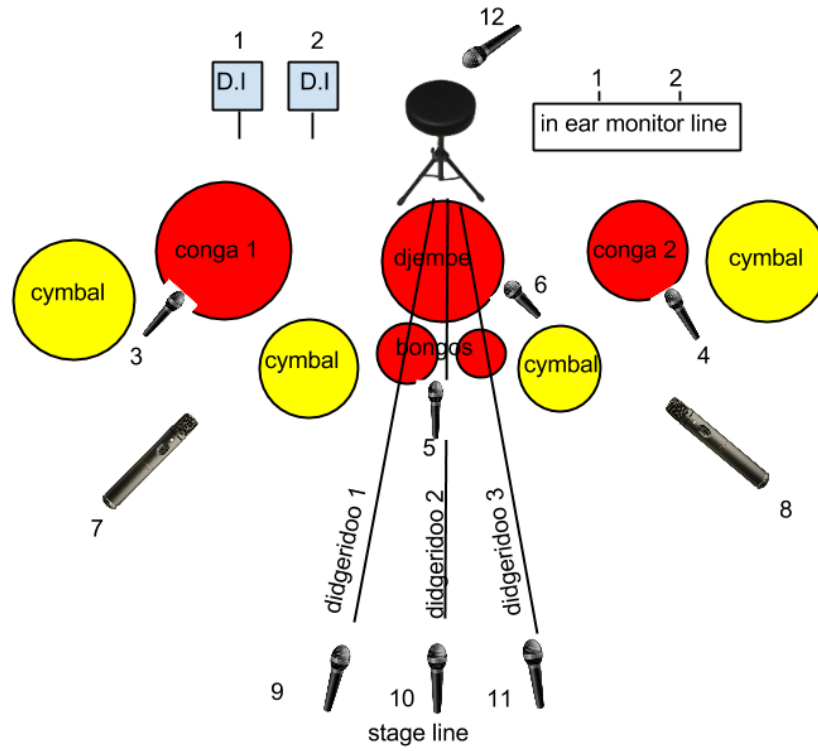 12
1 2
D.I D.I
1 2
in ear monitor line
conga 1
djembe
conga 2
cymbal
cymbal
6
3
4
cymbal
bongos
cymbal
5
7
8
didgeridoo 1
didgeridoo 2
didgeridoo 3
9
10
11
stage line